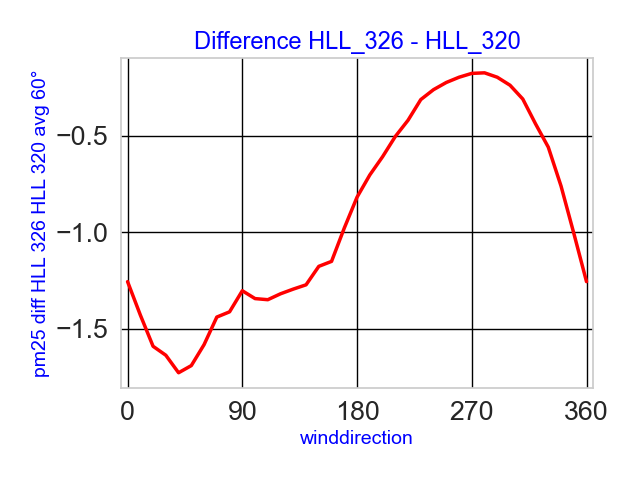 Difference HLL_326 - HLL_320
pm25 diff HLL 326 HLL 320 avg 60°
−0.5
−1.0
−1.5
0 90 180 270 360
winddirection